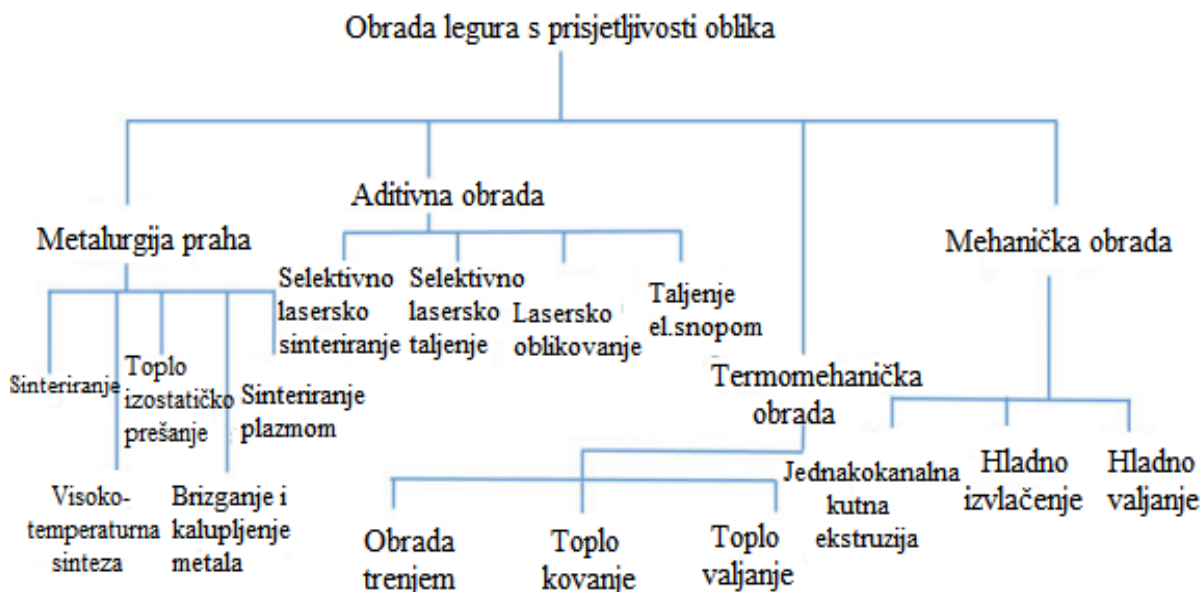 Obrada legura s prisjetljivosti oblika
Aditivna obrada
Metalurgija praha
Mehanička obrada
Selektivno
lasersko
sinteriranje
Selektivno
lasersko
taljenje
Lasersko
oblikovanje
Taljenje
el.snopom
Sinteriranje
Toplo
izostatičko
prešanje
Sinteriranje
plazmom
Termomehanička
obrada
Visoko-
temperaturna
sinteza
Brizganje i
kalupljenje
metala
Obrada
trenjem
Toplo
kovanje
Toplo
valjanje
Jednakokanalna
kutna
ekstruzija
Hladno
izvlačenje
Hladno
valjanje